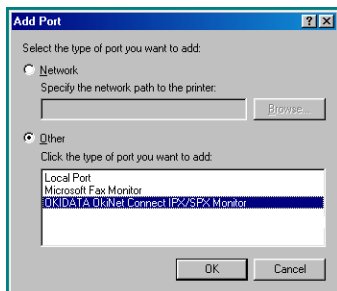 Add Port
Select the type of port you want to add:
Network
Specify the network path to the printer:
Browse...
Other
Click the type of port you want to add:
Local Port
Microsoft Fax Monitor
OKIDATA OkiNet Connect IPX/SPX Monitor
OK Cancel